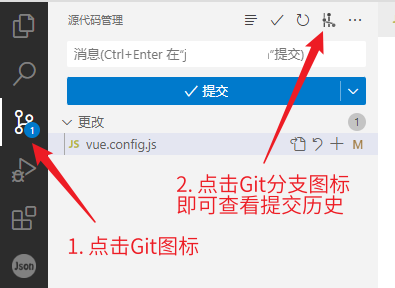 源代码管理
消息(Ctrl+Enter 在“j “提交)
提交
1
更改
1
JS vue.config.js
M
2. 点击Git分支图标
即可查看提交历史
1. 点击Git图标
Json